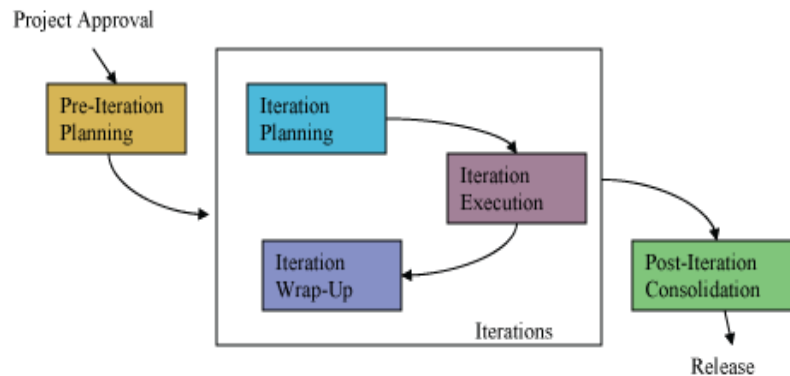 Project Approval
Pre-Iteration
Planning
Iteration
Planning
Iteration
Execution
Iteration
Wrap-Up
Iterations
Post-Iteration
Consolidation
Release